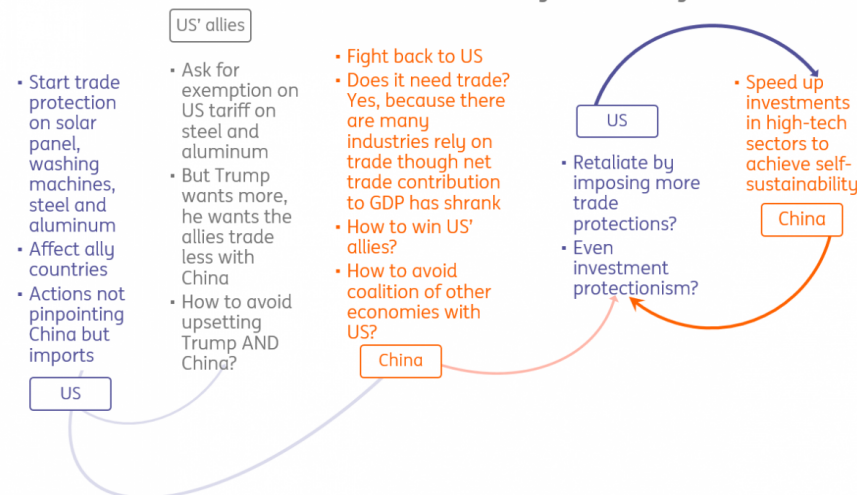 US' allies
▪ Start trade
protection
on solar
panel,
washing
machines,
steel and
aluminum
▪ Affect ally
countries
▪ Actions not
pinpointing
China but
imports
US
▪ Ask for
exemption on
US tariff on
steel and
aluminum
▪ But Trump
wants more,
he wants the
allies trade
less with
China
▪ How to avoid
upsetting
Trump AND
China?
▪ Fight back to US
▪ Does it need trade?
Yes, because there
are many
industries rely on
trade though net
trade contribution
to GDP has shrank
▪ How to win US'
allies?
▪ How to avoid
coalition of other
economies with
US?
China
US
▪ Retaliate by
imposing more
trade
protections?
▪ Even
investment
protectionism?
▪ Speed up
investments
in high-tech
sectors to
achieve self-
sustainability
China